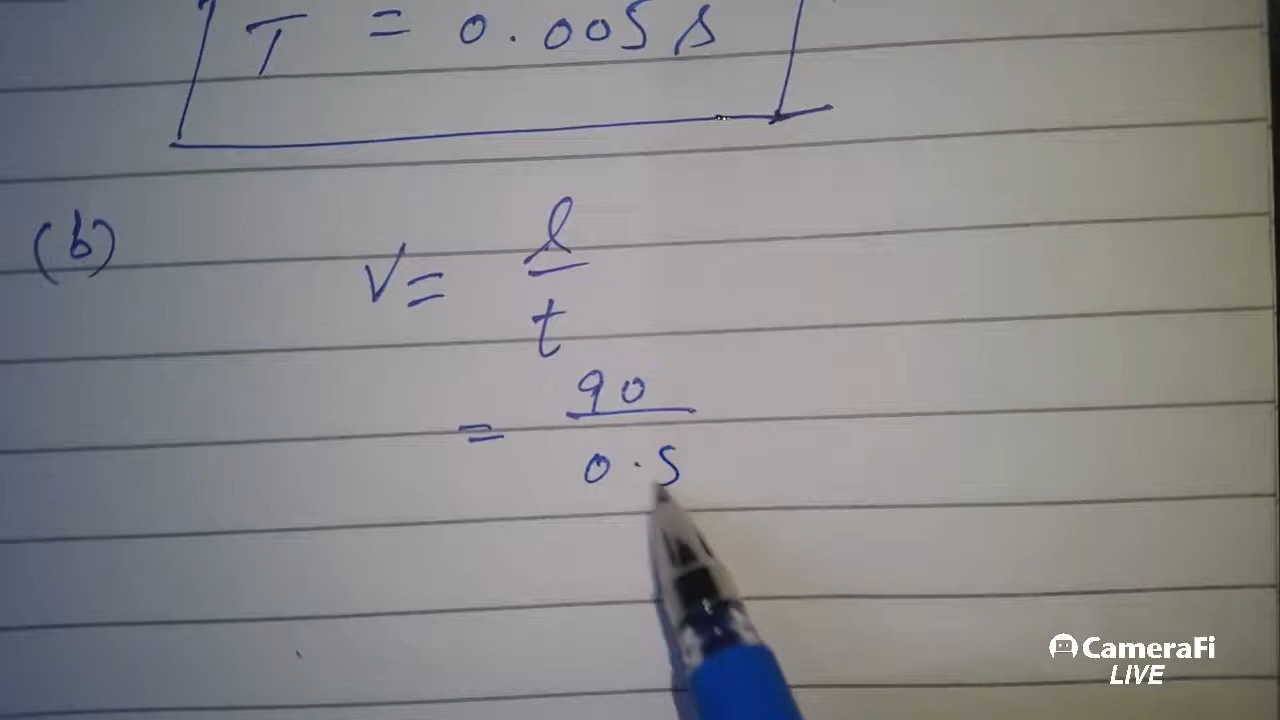 T = 0.005 s
(b) V = l/t
= 90/0.5
CameraFi
LIVE